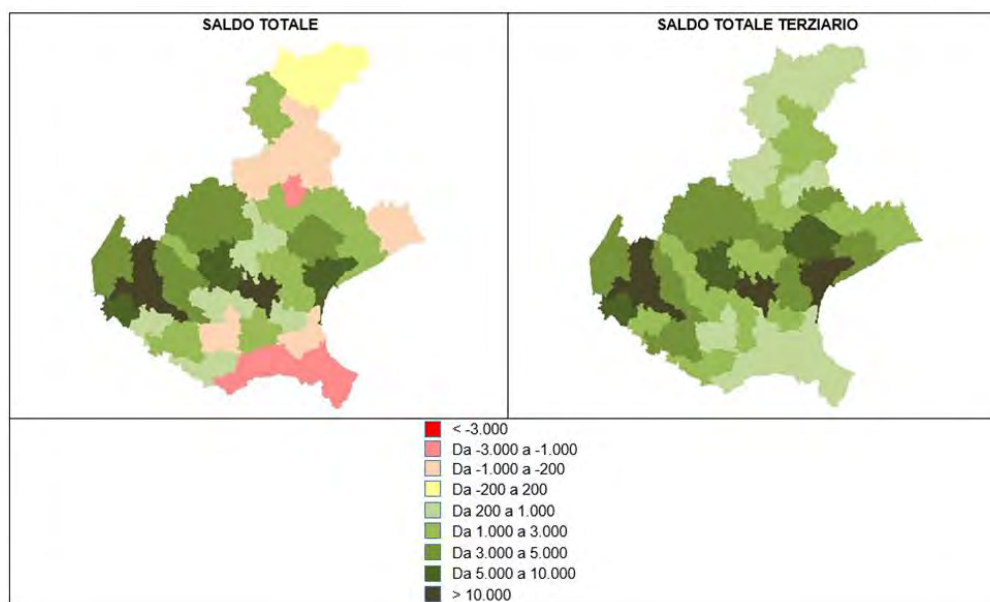 SALDO TOTALE
SALDO TOTALE TERZIARIO
< -3.000
Da -3.000 a -1.000
Da -1.000 a -200
Da -200 a 200
Da 200 a 1.000
Da 1.000 a 3.000
Da 3.000 a 5.000
Da 5.000 a 10.000
> 10.000